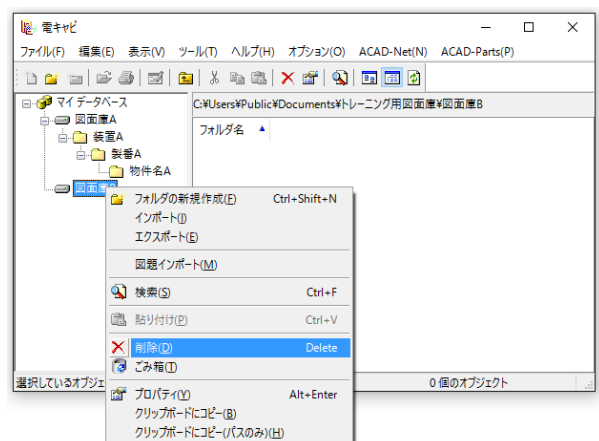 電キャビ
ファイル(F) 編集(E) 表示(V) ツール(T) ヘルプ(H) オプション(O) ACAD-Net(N) ACAD-Parts(P)
マイ データベース
C:¥Users¥Public¥Documents¥トレーニング用図面庫¥図面庫B
図面庫A
フォルダ名
装置A
製番A
物件名A
図面庫
フォルダの新規作成(F) Ctrl+Shift+N
インポート(I)
エクスポート(E)
図題インポート(M)
検索(S) Ctrl+F
貼り付け(P) Ctrl+V
削除(D) Delete
ごみ箱(T)
選択しているオブジェ
0 個のオブジェクト
プロパティ(Y) Alt+Enter
クリップボードにコピー(B)
クリップボードにコピー(パスのみ)(H)